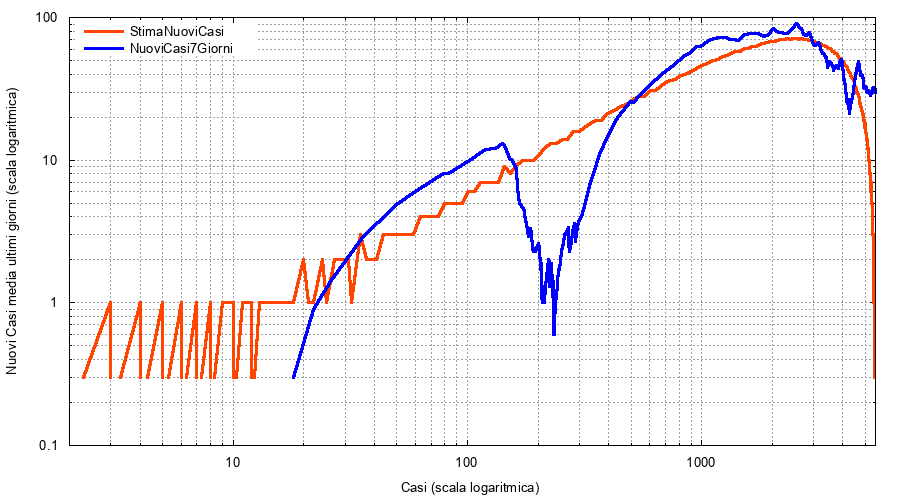 100
StimaNuoviCasi
NuoviCasi7Giorni
10
1
0.1
Nuovi Casi media ultimi giorni (scala logaritmica)
10
100
1000
Casi (scala logaritmica)